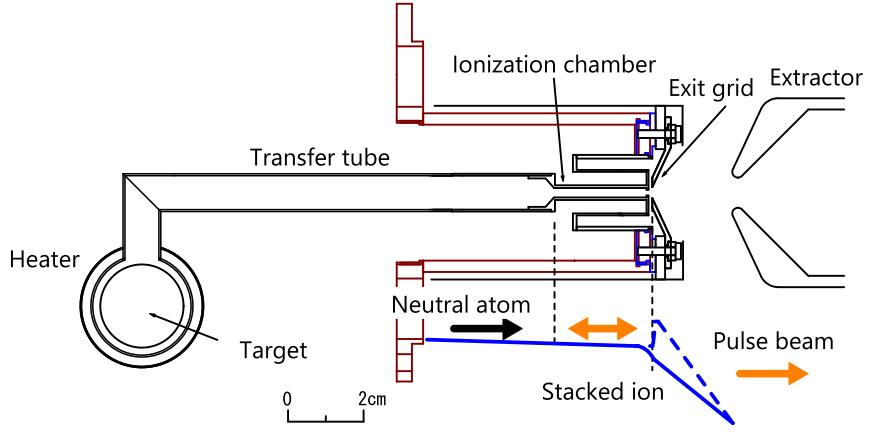 Ionization chamber
Exit grid
Extractor
Transfer tube
Heater
Neutral atom
Target
Pulse beam
Stacked ion
0 2cm